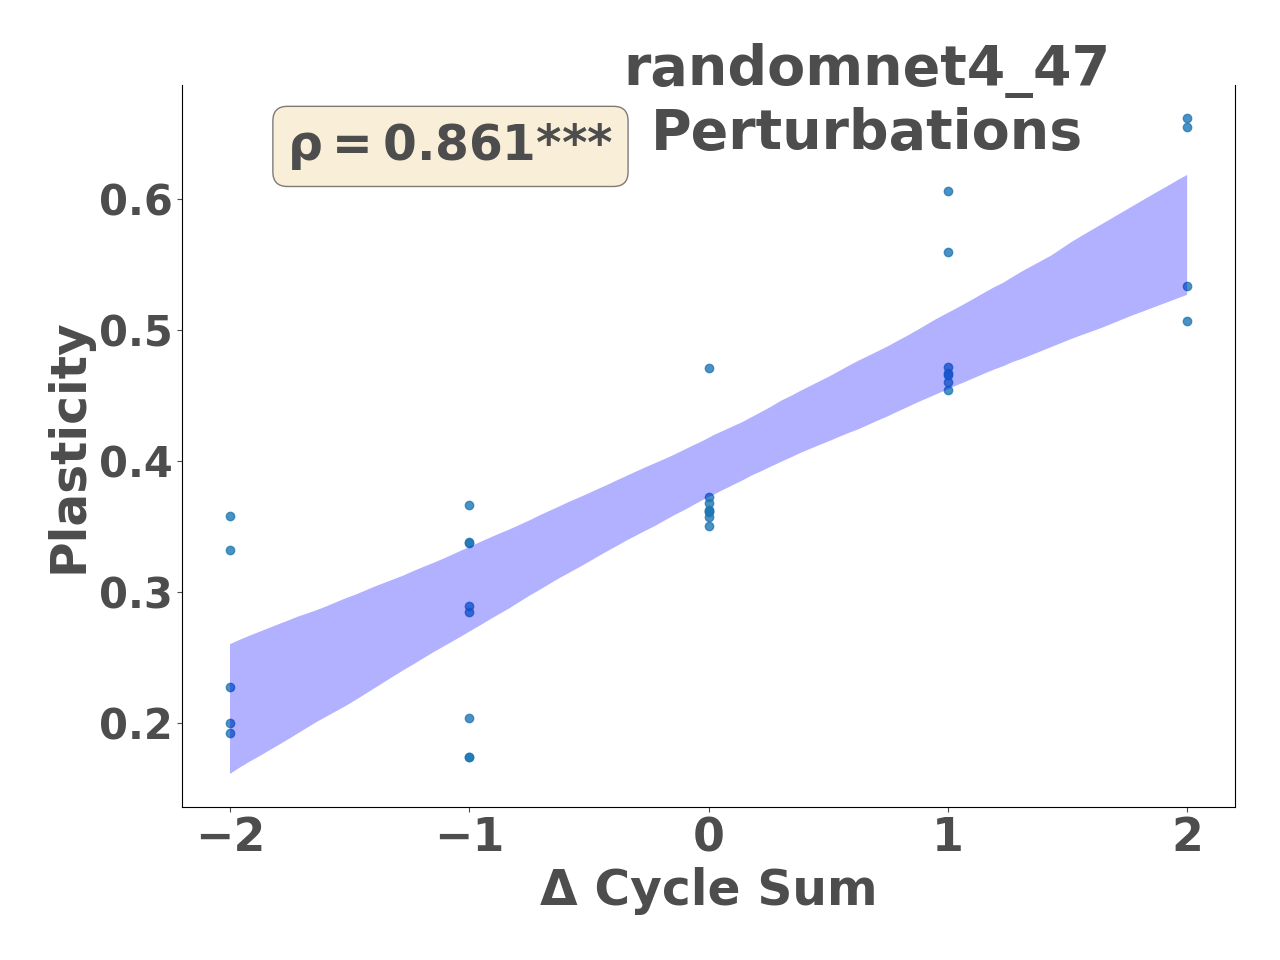 randomnet4_47
Perturbations
ρ = 0.861***
Plasticity
0.6
0.5
0.4
0.3
0.2
−2 −1 0 1 2
Δ Cycle Sum